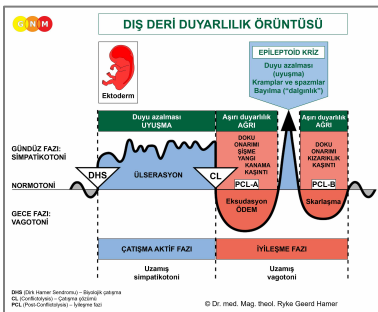 GNM
DIŞ DERİ DUYARLILIK ÖRÜNTÜSÜ
EPİLEPTOİD KRİZ
Duyu azalması
(uyuşma)
Kramplar ve spazmlar
Bayılma ("dalgınlık")
Ektoderm
Duyu azalması
UYUŞMA
Aşırı duyarlılık
AĞRI
Aşırı duyarlılık
AĞRI
DOKU
ONARIMI
ŞİŞME
YANGI
KANAMA
KAŞINTI
DOKU
ONARIMI
KIZARIKLIK
KAŞINTI
GÜNDÜZ FAZI:
SİMPATİKOTONİ
NORMOTONİ
GECE FAZI:
VAGOTONİ
DHS
ÜLSERASYON
CL
PCL-A
PCL-B
Eksudasyon
ÖDEM
Skarlaşma
ÇATIŞMA AKTİF FAZI
İYİLEŞME FAZI
Uzamış
simpatikotoni
Uzamış
vagotoni
DHS (Dirk Hamer Sendromu) – Biyolojik çatışma
CL (Conflictolysis) – Çatışma çözümü
PCL (Post-Conflictolysis) – İyileşme fazı
© Dr. med. Mag. theol. Ryke Geerd Hamer